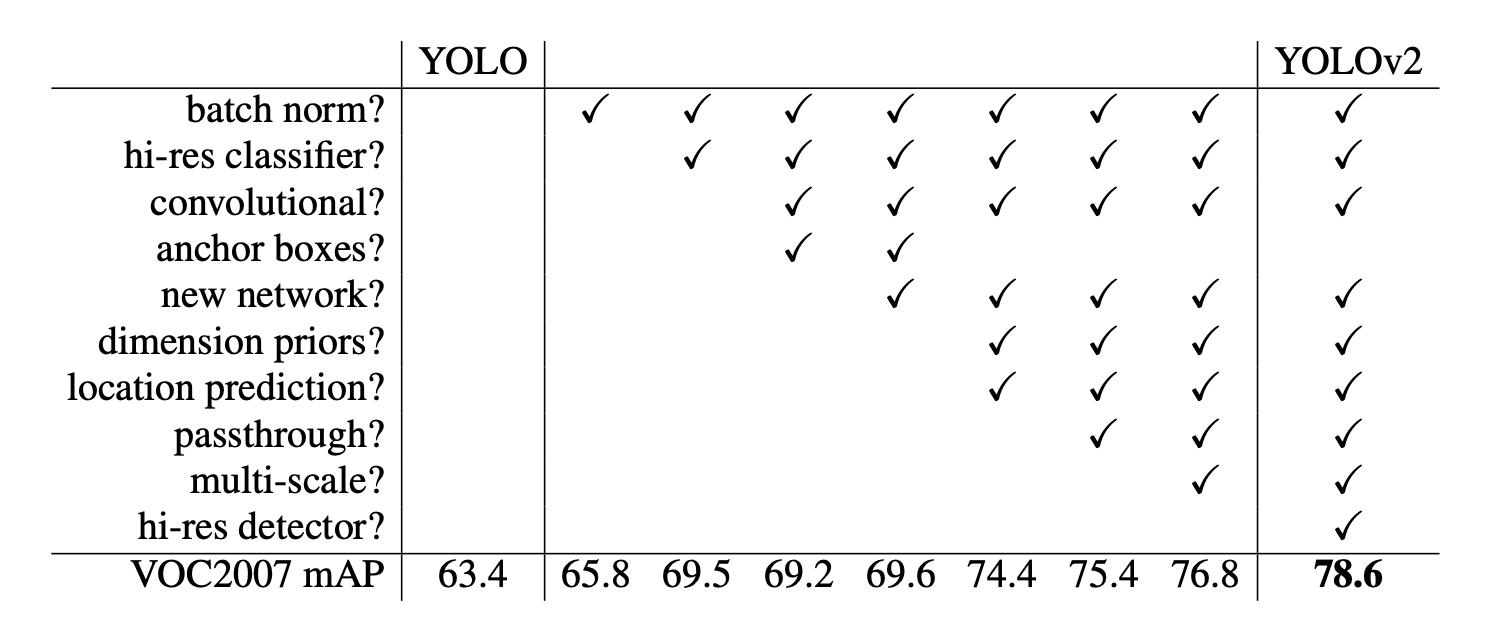 YOLO YOLOv2
batch norm? ✓ ✓ ✓ ✓ ✓ ✓ ✓ ✓
hi-res classifier? ✓ ✓ ✓ ✓ ✓ ✓ ✓
convolutional? ✓ ✓ ✓ ✓ ✓ ✓
anchor boxes? ✓ ✓
new network? ✓ ✓ ✓ ✓ ✓
dimension priors? ✓ ✓ ✓ ✓
location prediction? ✓ ✓ ✓ ✓
passthrough? ✓ ✓ ✓
multi-scale? ✓ ✓
hi-res detector? ✓
VOC2007 mAP 63.4 65.8 69.5 69.2 69.6 74.4 75.4 76.8 78.6